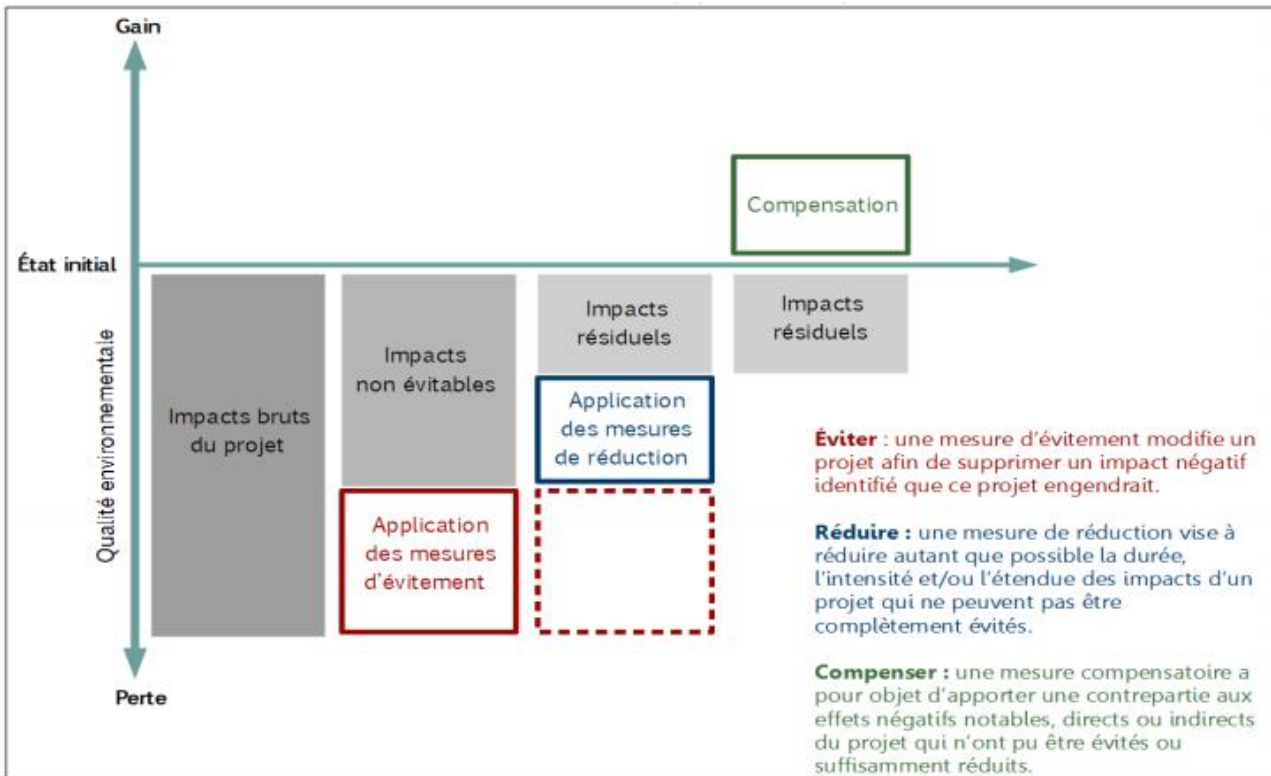 Gain
Compensation
État initial
Qualité environnementale
Impacts bruts
du projet
Impacts
non évitables
Application
des mesures
d'évitement
Impacts
résiduels
Application
des mesures
de réduction
Impacts
résiduels
Perte
Éviter : une mesure d'évitement modifie un
projet afin de supprimer un impact négatif
identifié que ce projet engendrait.
Réduire : une mesure de réduction vise à
réduire autant que possible la durée,
l'intensité et/ou l'étendue des impacts d'un
projet qui ne peuvent pas être
complètement évités.
Compenser : une mesure compensatoire a
pour objet d'apporter une contrepartie aux
effets négatifs notables, directs ou indirects
du projet qui n'ont pu être évités ou
suffisamment réduits.